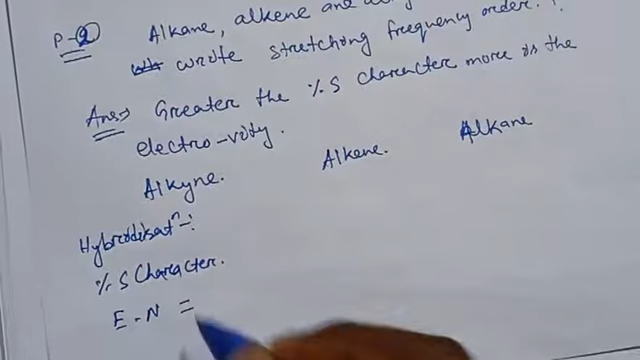 P-2 Alkane, alkene and
wrote stretching frequency order.
Ans⇒ Greater the %S character more is the
electro-vity.
Alkyne. Alkene. Alkane
Hybridisatⁿ-:
% S Character.
E-N =